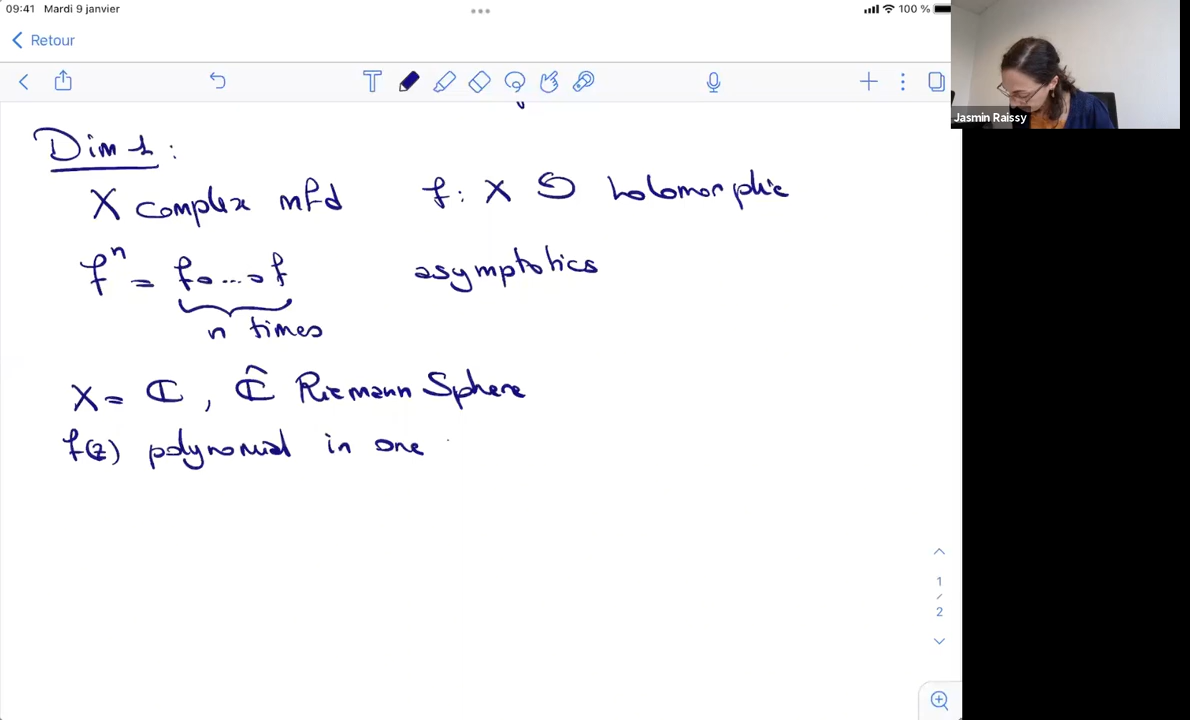 09:41 Mardi 9 janvier
100 %
Retour
Jasmin Raissy
Dim 1 :
X complex mfd f : X ↺ holomorphic
fⁿ = f∘...∘f asymptotics
n times
X = ℂ , Ĉ Riemann Sphere
f(z) polynomial in one
1
/
2